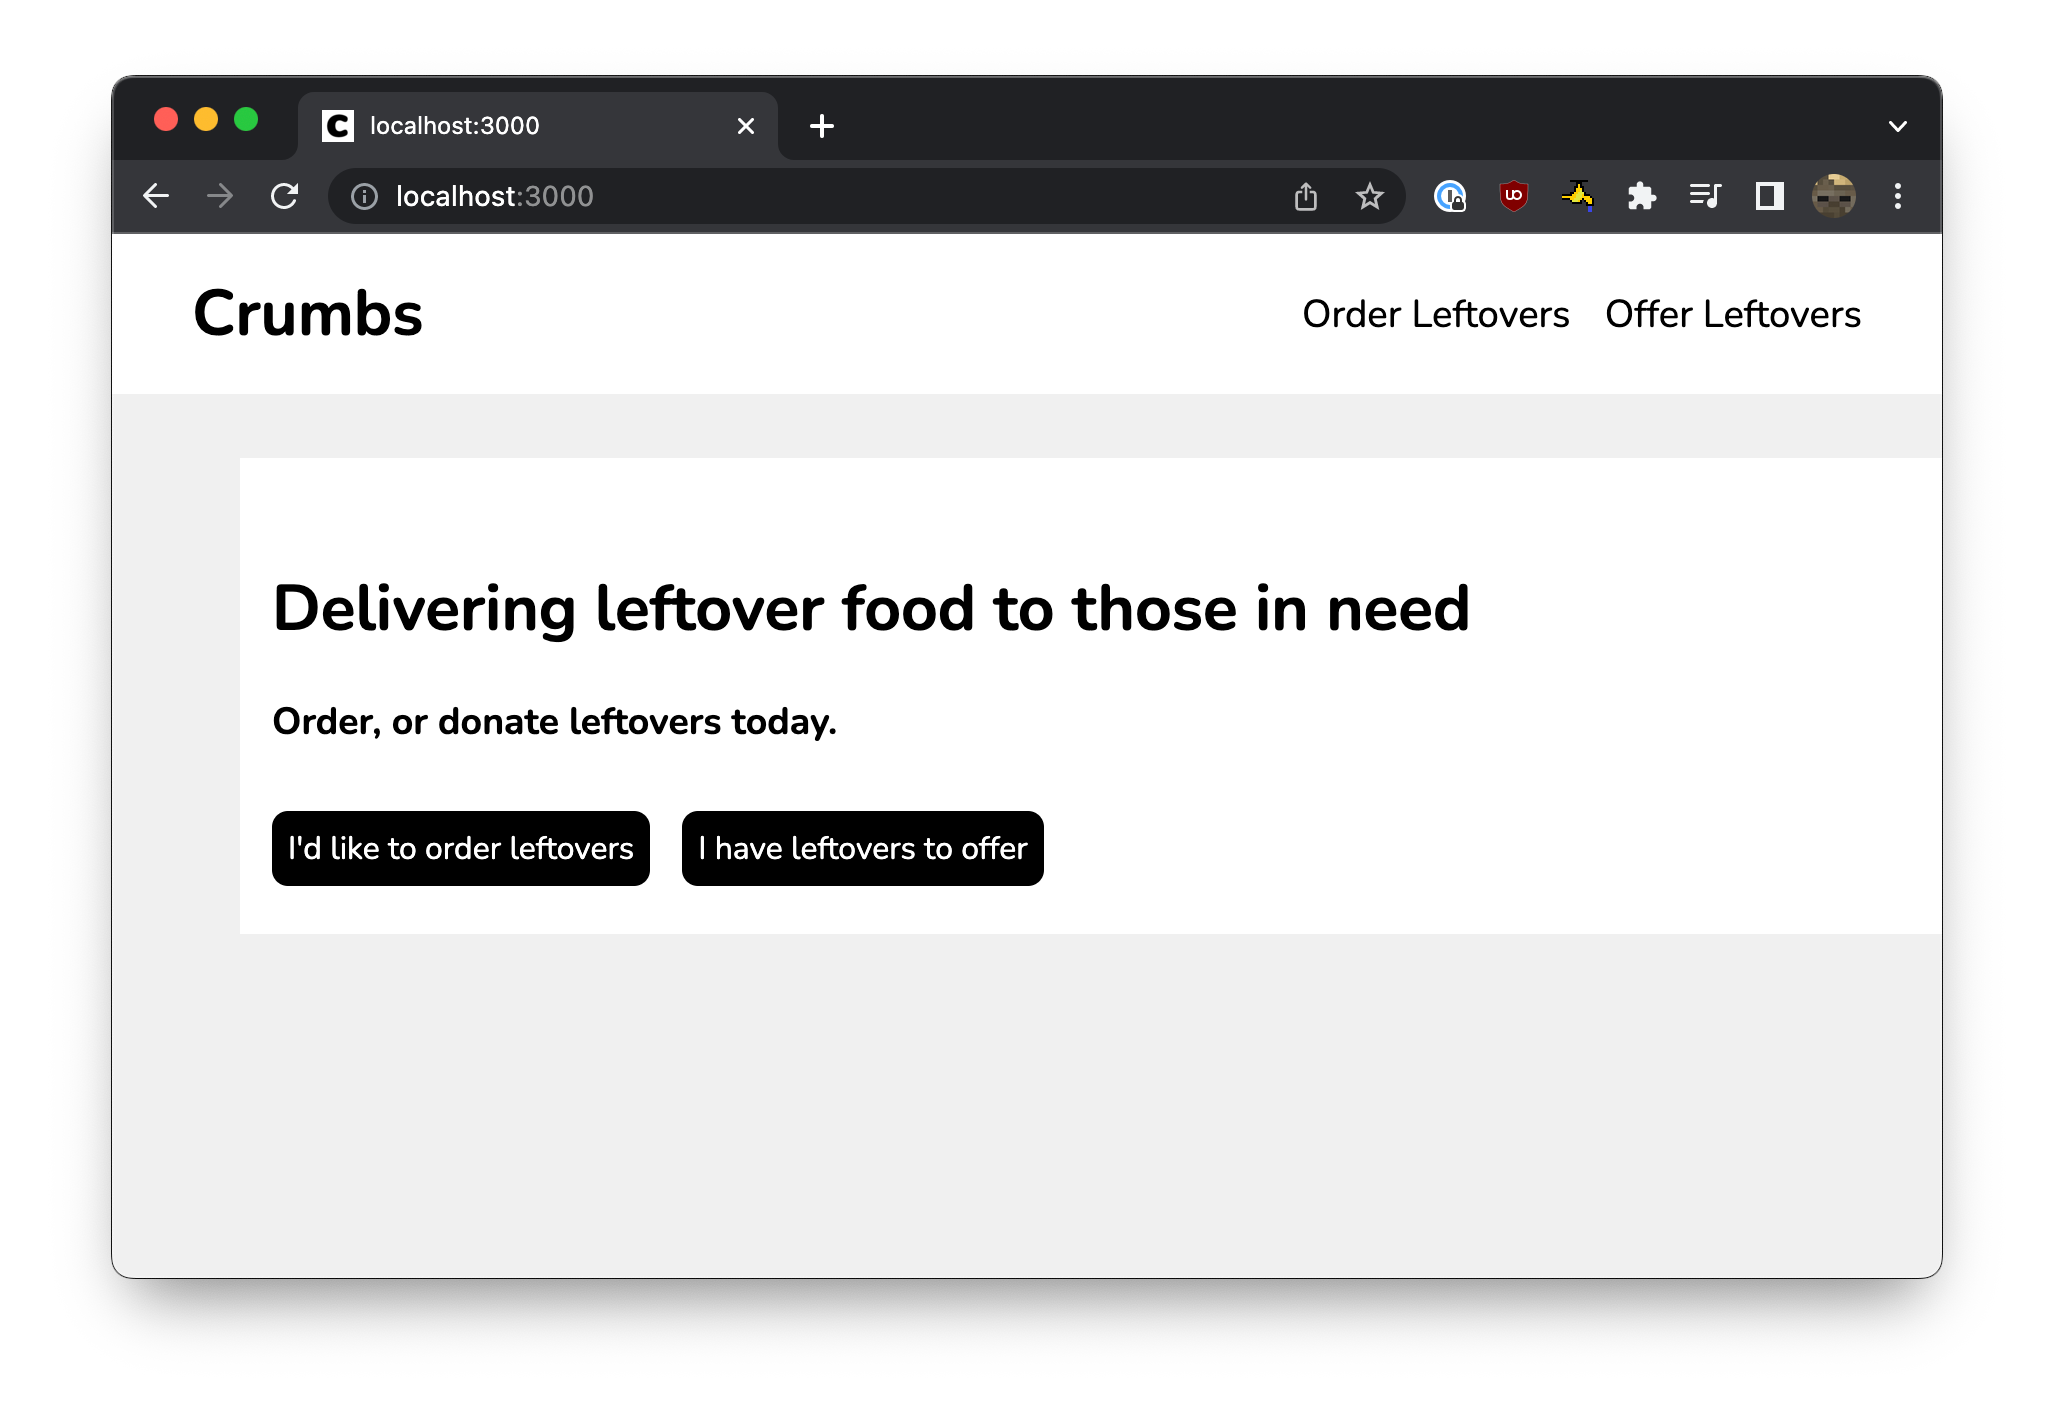 C localhost:3000
localhost:3000
Crumbs
Order Leftovers Offer Leftovers
Delivering leftover food to those in need
Order, or donate leftovers today.
I'd like to order leftovers I have leftovers to offer